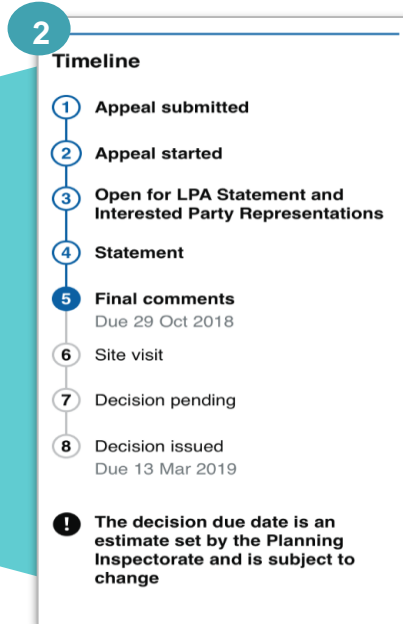 2
Timeline
1 Appeal submitted
2 Appeal started
3 Open for LPA Statement and
Interested Party Representations
4 Statement
5 Final comments
Due 29 Oct 2018
6 Site visit
7 Decision pending
8 Decision issued
Due 13 Mar 2019
! The decision due date is an
estimate set by the Planning
Inspectorate and is subject to
change